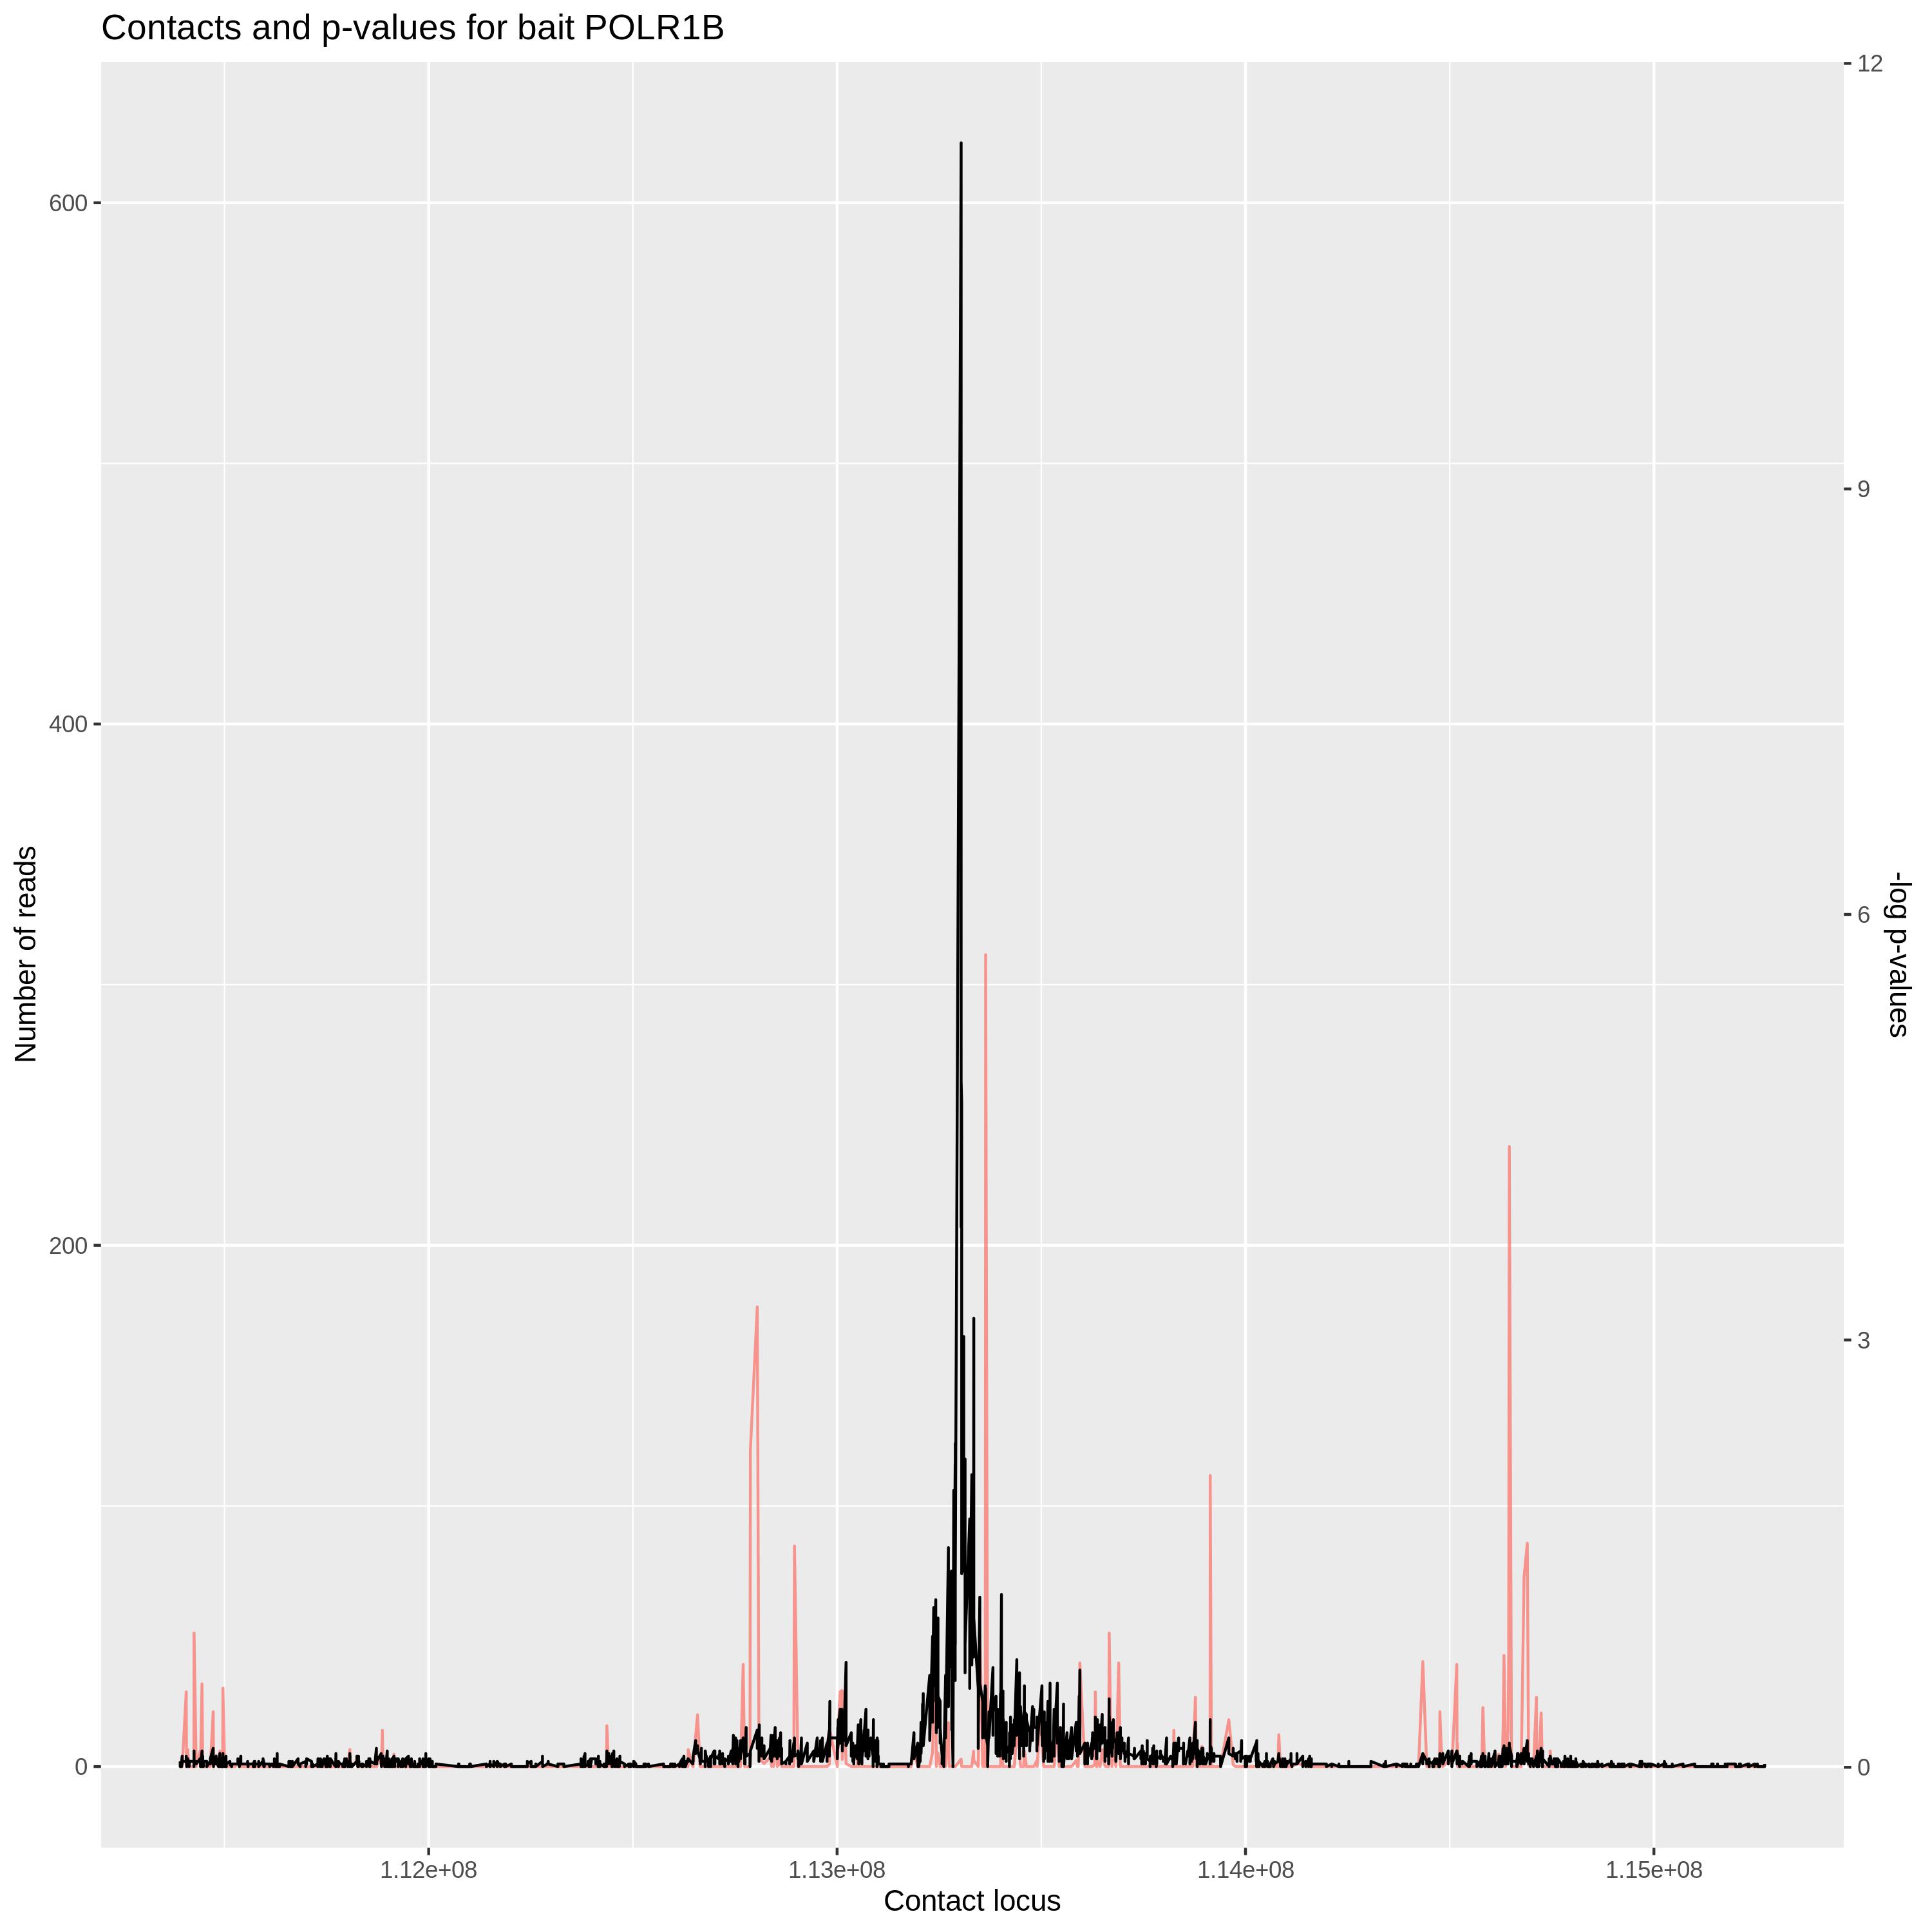 Contacts and p-values for bait POLR1B
12
600
9
400
6
Number of reads
-log p-values
200
3
0
0
1.12e+08
1.13e+08
1.14e+08
1.15e+08
Contact locus